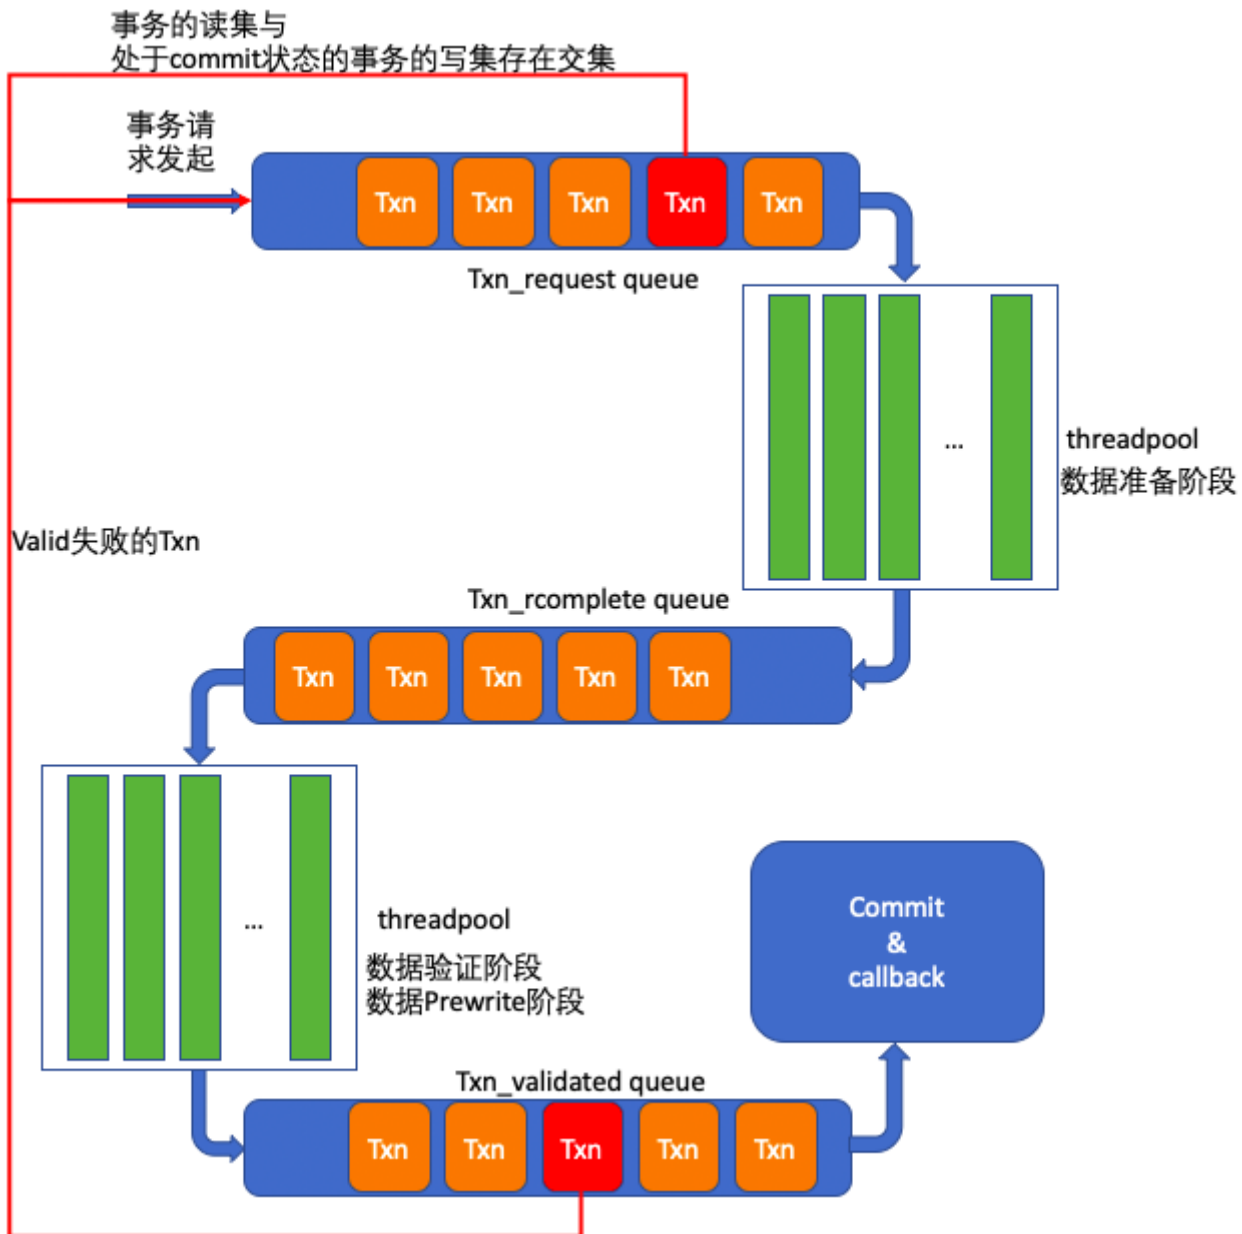 事务的读集与
处于commit状态的事务的写集存在交集
事务请
求发起
Txn Txn Txn Txn Txn
Txn_request queue
...
threadpool
数据准备阶段
Valid失败的Txn
Txn_rcomplete queue
Txn Txn Txn Txn Txn
...
threadpool
数据验证阶段
数据Prewrite阶段
Commit
&
callback
Txn_validated queue
Txn Txn Txn Txn Txn